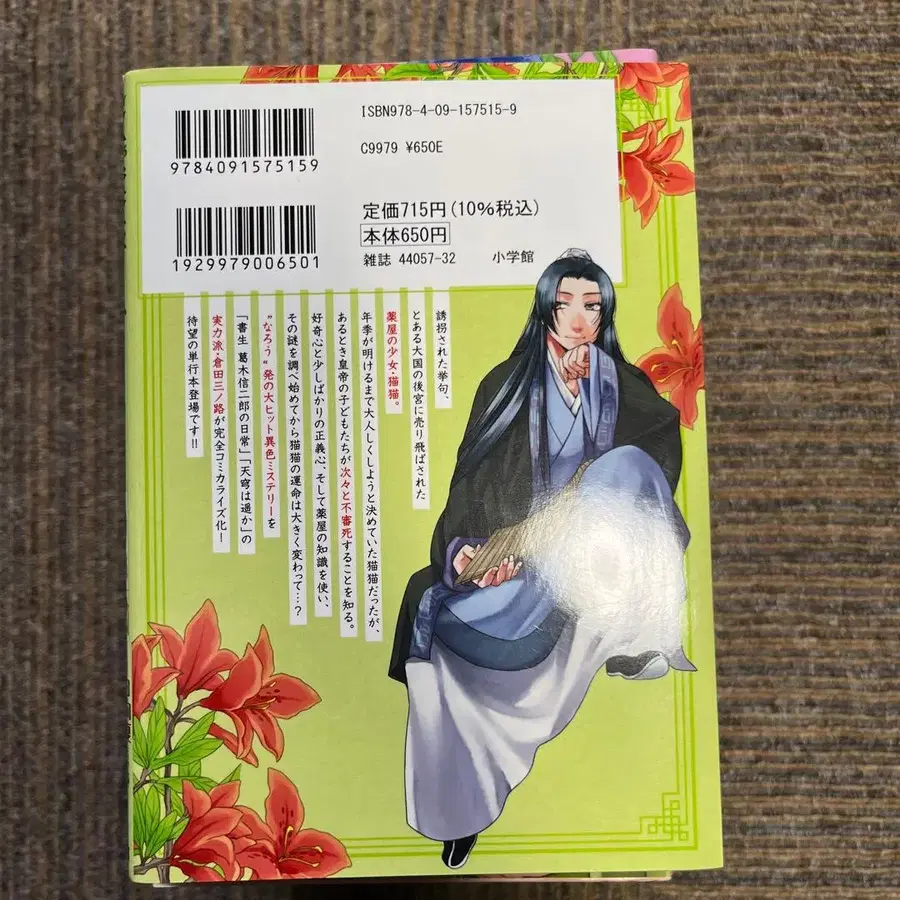 ISBN978-4-09-157515-9
9784091575159
C9979 ¥650E
定価715円(10%税込)
本体650円
1929979006501
雑誌 44057-32
小学館
誘拐された挙句、
とある大国の後宮に売り飛ばされた
薬屋の少女・猫猫。
年季が明けるまで大人しくしようと決めていた猫猫だったが、
あるとき皇帝の子どもたちが次々と不審死することを知る。
好奇心と少しばかりの正義心、そして薬屋の知識を使い、
その謎を調べ始めてから猫猫の運命は大きく変わって…?
"なろう"発の大ヒット異色ミステリーを
「書生 葛木信二郎の日常」「天穹は遥か」の
実力派・倉田三ノ路が完全コミカライズ化ー
待望の単行本登場です!!